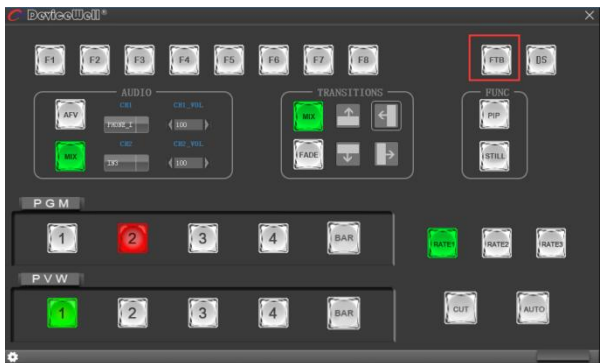 DeviceWell®
F1 F2 F3 F4 F5 F6 F7 F8 FTB DS
AUDIO TRANSITIONS FUNC
AFV CH1 CH1_VOL MIX PIP
PHONE_I 100
MIX CH2 CH2_VOL FADE STILL
IN3 100
PGM
1 2 3 4 BAR RATE1 RATE2 RATE3
PVW
1 2 3 4 BAR CUT AUTO